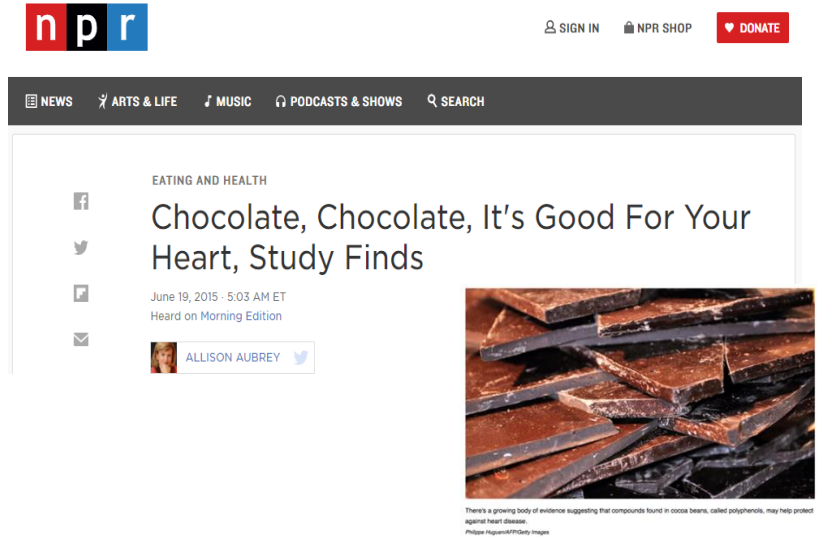 npr
SIGN IN
NPR SHOP
DONATE
NEWS
ARTS & LIFE
MUSIC
PODCASTS & SHOWS
SEARCH
EATING AND HEALTH
Chocolate, Chocolate, It's Good For Your
Heart, Study Finds
June 19, 2015 · 5:03 AM ET
Heard on Morning Edition
ALLISON AUBREY
There's a growing body of evidence suggesting that compounds found in cocoa beans, called polyphenols, may help protect
against heart disease.
Philippe Huguen/AFP/Getty Images